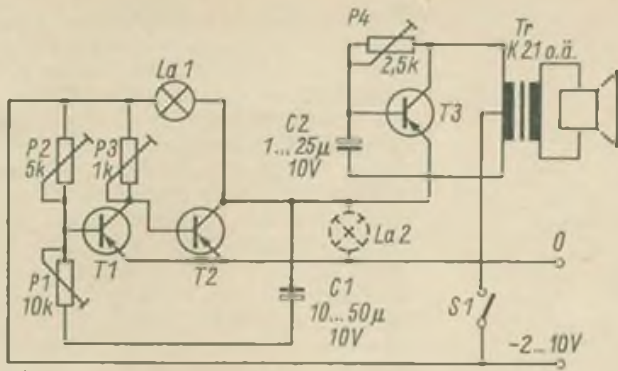 P4
2,5k
Tr
K 21 o.ä.
La 1
T3
C2
1...25µ
10V
P2
5k
P3
1k
La 2
T1
T2
P1
10k
C1
10...50µ
10V
0
S1
-2...10V